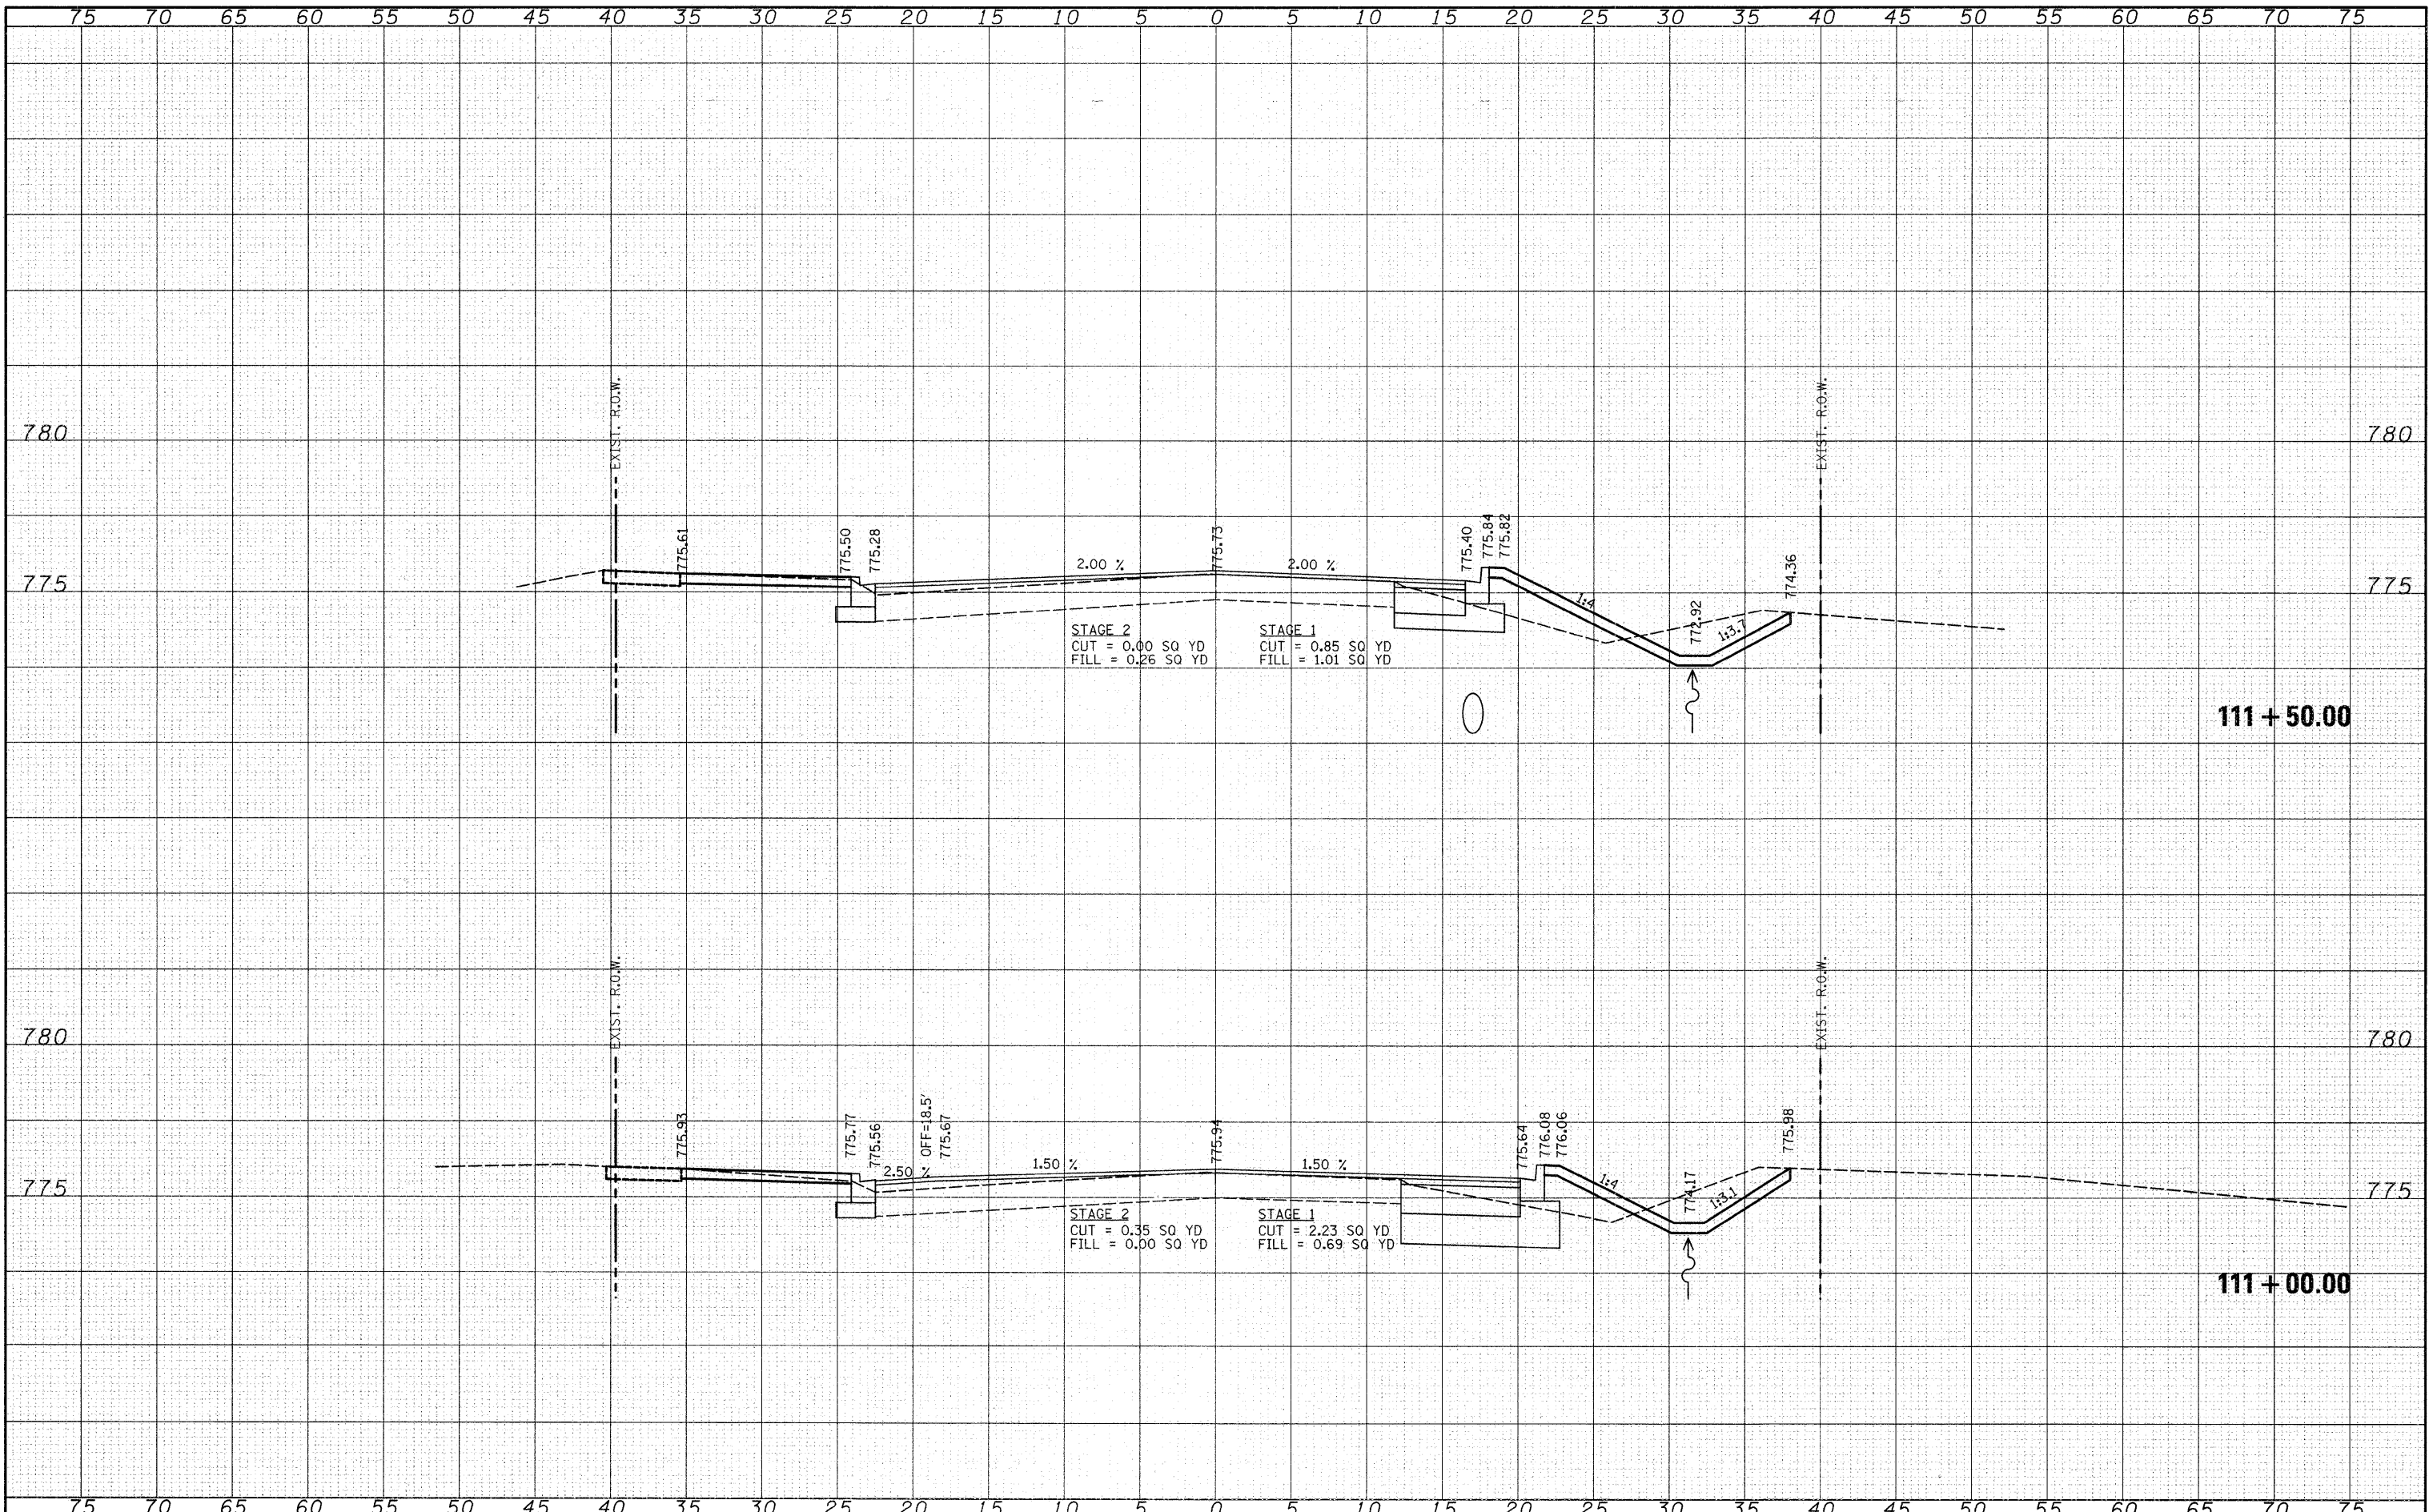 75 70 65 60 55 50 45 40 35 30 25 20 15 10 5 0 5 10 15 20 25 30 35 40 45 50 55 60 65 70 75
EXIST. R.O.W.
EXIST. R.O.W.
780
780
775.61
775.50
775.28
775.73
775.40
775.84
775.82
774.36
2.00 %
2.00 %
775
775
1:4
772.92
1:3.7
STAGE 2
CUT = 0.00 SQ YD
FILL = 0.26 SQ YD
STAGE 1
CUT = 0.85 SQ YD
FILL = 1.01 SQ YD
111 + 50.00
EXIST. R.O.W.
EXIST. R.O.W.
780
780
775.93
775.77
775.56
OFF=18.5'
775.67
775.94
775.64
776.08
776.06
775.98
2.50 %
1.50 %
1.50 %
775
775
1:4
774.17
1:3.1
STAGE 2
CUT = 0.35 SQ YD
FILL = 0.00 SQ YD
STAGE 1
CUT = 2.23 SQ YD
FILL = 0.69 SQ YD
111 + 00.00
75 70 65 60 55 50 45 40 35 30 25 20 15 10 5 0 5 10 15 20 25 30 35 40 45 50 55 60 65 70 75